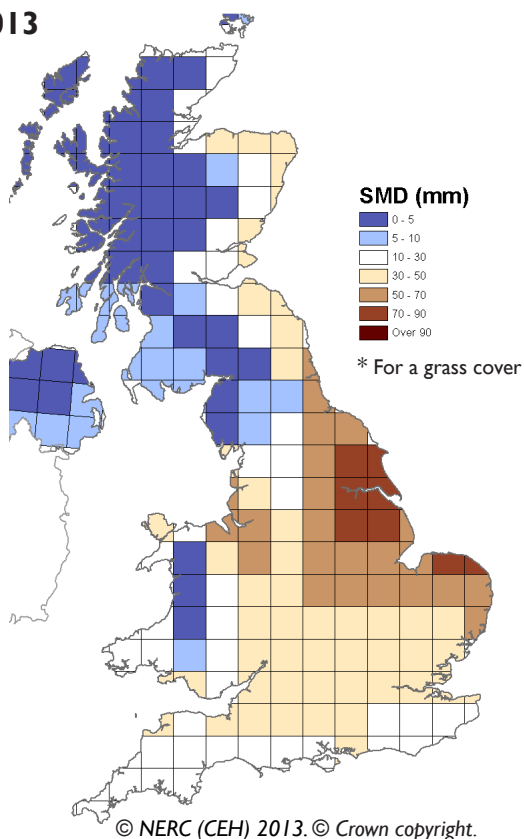 013
SMD (mm)
0 - 5
5 - 10
10 - 30
30 - 50
50 - 70
70 - 90
Over 90
* For a grass cover
© NERC (CEH) 2013. © Crown copyright.